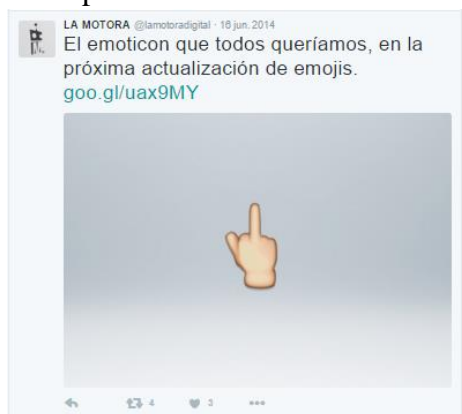 LA MOTORA @lamotoradigital · 16 jun. 2014
El emoticon que todos queríamos, en la
próxima actualización de emojis.
goo.gl/uax9MY
4 3